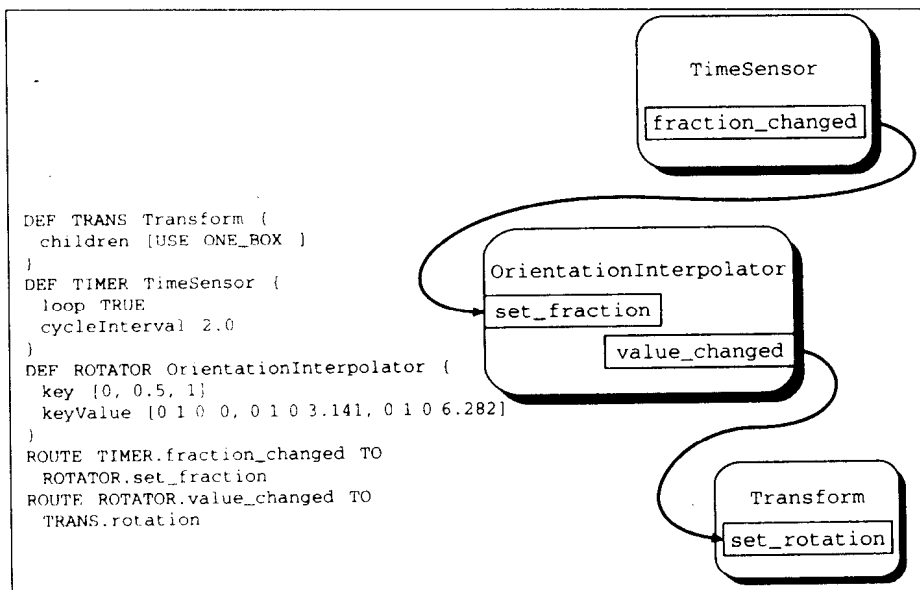 DEF TRANS Transform {
children [USE ONE_BOX ]
}
DEF TIMER TimeSensor {
loop TRUE
cycleInterval 2.0
}
DEF ROTATOR OrientationInterpolator {
key [0, 0.5, 1]
keyValue [0 1 0 0, 0 1 0 3.141, 0 1 0 6.282]
}
ROUTE TIMER.fraction_changed TO
ROTATOR.set_fraction
ROUTE ROTATOR.value_changed TO
TRANS.rotation
TimeSensor
fraction_changed
OrientationInterpolator
set_fraction
value_changed
Transform
set_rotation